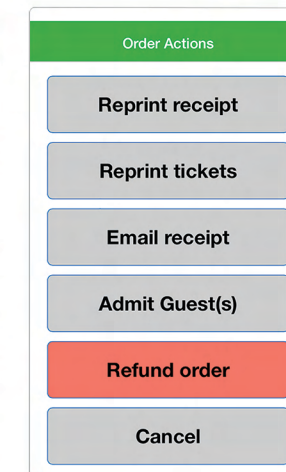 Order Actions
Reprint receipt
Reprint tickets
Email receipt
Admit Guest(s)
Refund order
Cancel